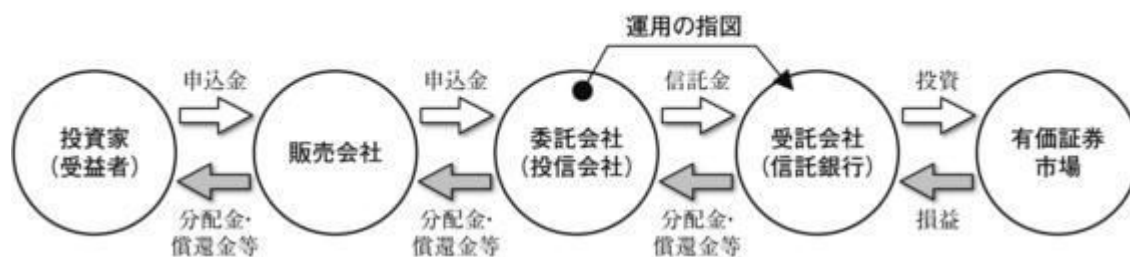 運用の指図
申込金
申込金
信託金
投資
投資家
(受益者)
販売会社
委託会社
(投信会社)
受託会社
(信託銀行)
有価証券
市場
分配金・
償還金等
分配金・
償還金等
分配金・
償還金等
損益